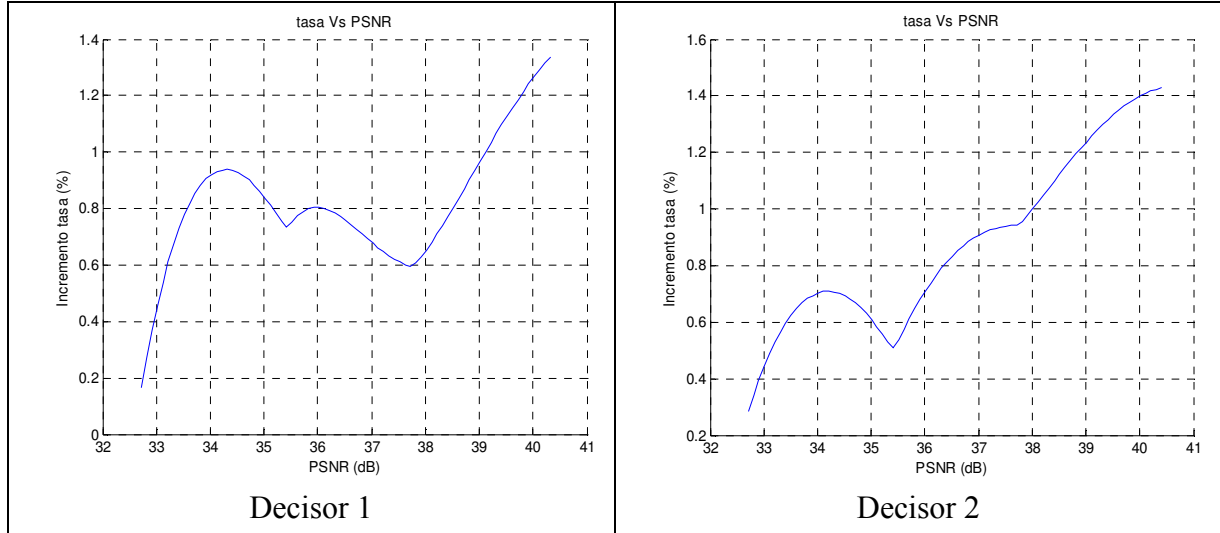 tasa Vs PSNR
1.4
1.2
1
0.8
0.6
0.4
0.2
0
Incremento tasa (%)
32 33 34 35 36 37 38 39 40 41
PSNR (dB)
Decisor 1
tasa Vs PSNR
1.6
1.4
1.2
1
0.8
0.6
0.4
0.2
Incremento tasa (%)
32 33 34 35 36 37 38 39 40 41
PSNR (dB)
Decisor 2